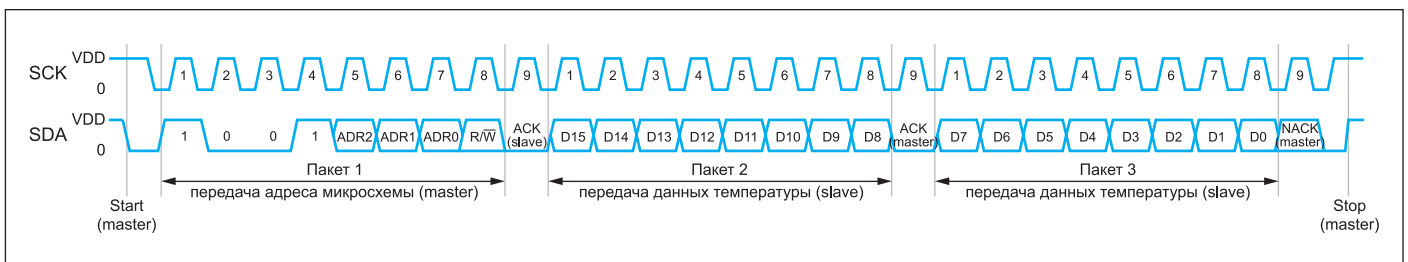 VDD
SCK
0
1 2 3 4 5 6 7 8 9 1 2 3 4 5 6 7 8 9 1 2 3 4 5 6 7 8 9
VDD
SDA
0
1 0 0 1 ADR2 ADR1 ADR0 R/W̅ ACK (slave) D15 D14 D13 D12 D11 D10 D9 D8 ACK (master) D7 D6 D5 D4 D3 D2 D1 D0 NACK (master)
Пакет 1
передача адреса микросхемы (master)
Пакет 2
передача данных температуры (slave)
Пакет 3
передача данных температуры (slave)
Start
(master)
Stop
(master)